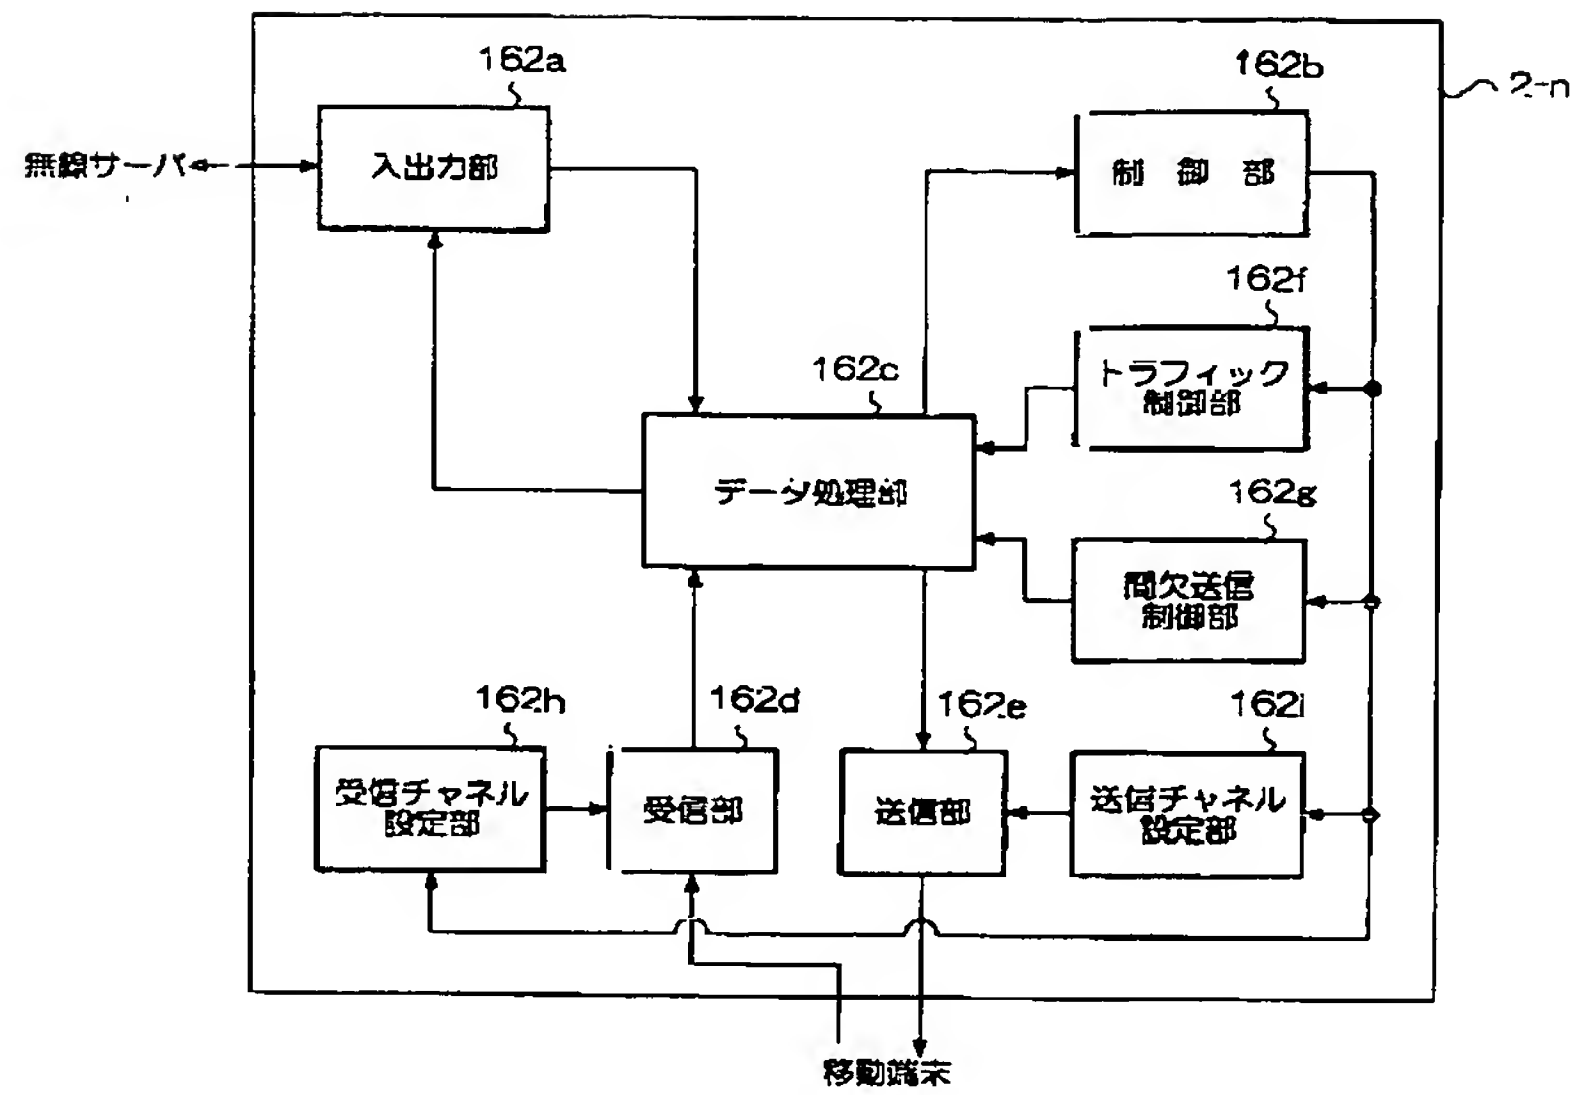 162a
162b
2-n
無線サーバ
入出力部
制 御 部
162f
トラフィック
制御部
162c
データ処理部
162g
間欠送信
制御部
162h
162d
162e
162i
受信チャネル
設定部
受信部
送信部
送信チャネル
設定部
移動端末